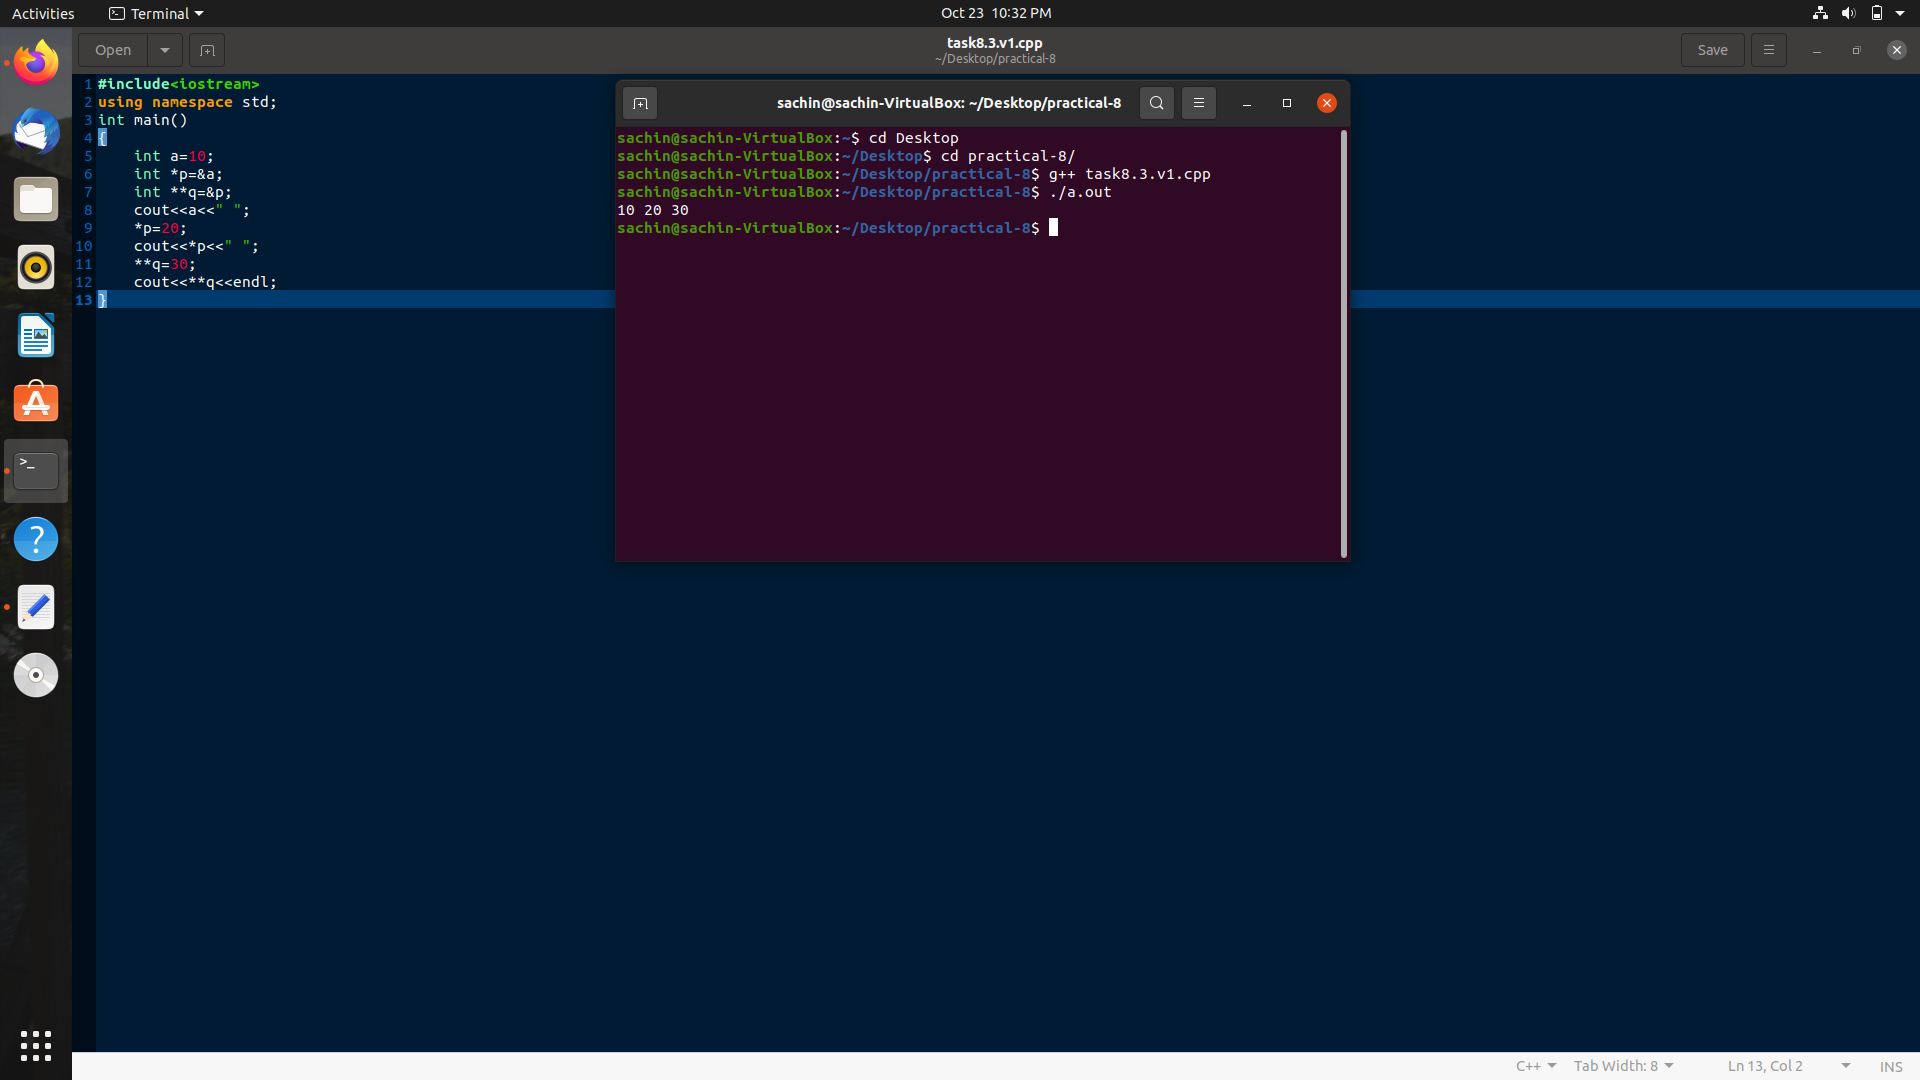 Activities
Terminal
Oct 23 10:32 PM
Open
task8.3.v1.cpp
~/Desktop/practical-8
Save
1 #include<iostream>
2 using namespace std;
3 int main()
4 {
5 int a=10;
6 int *p=&a;
7 int **q=&p;
8 cout<<a<<" ";
9 *p=20;
10 cout<<*p<<" ";
11 **q=30;
12 cout<<**q<<endl;
13 }
sachin@sachin-VirtualBox: ~/Desktop/practical-8
sachin@sachin-VirtualBox:~$ cd Desktop
sachin@sachin-VirtualBox:~/Desktop$ cd practical-8/
sachin@sachin-VirtualBox:~/Desktop/practical-8$ g++ task8.3.v1.cpp
sachin@sachin-VirtualBox:~/Desktop/practical-8$ ./a.out
10 20 30
sachin@sachin-VirtualBox:~/Desktop/practical-8$
C++
Tab Width: 8
Ln 13, Col 2
INS